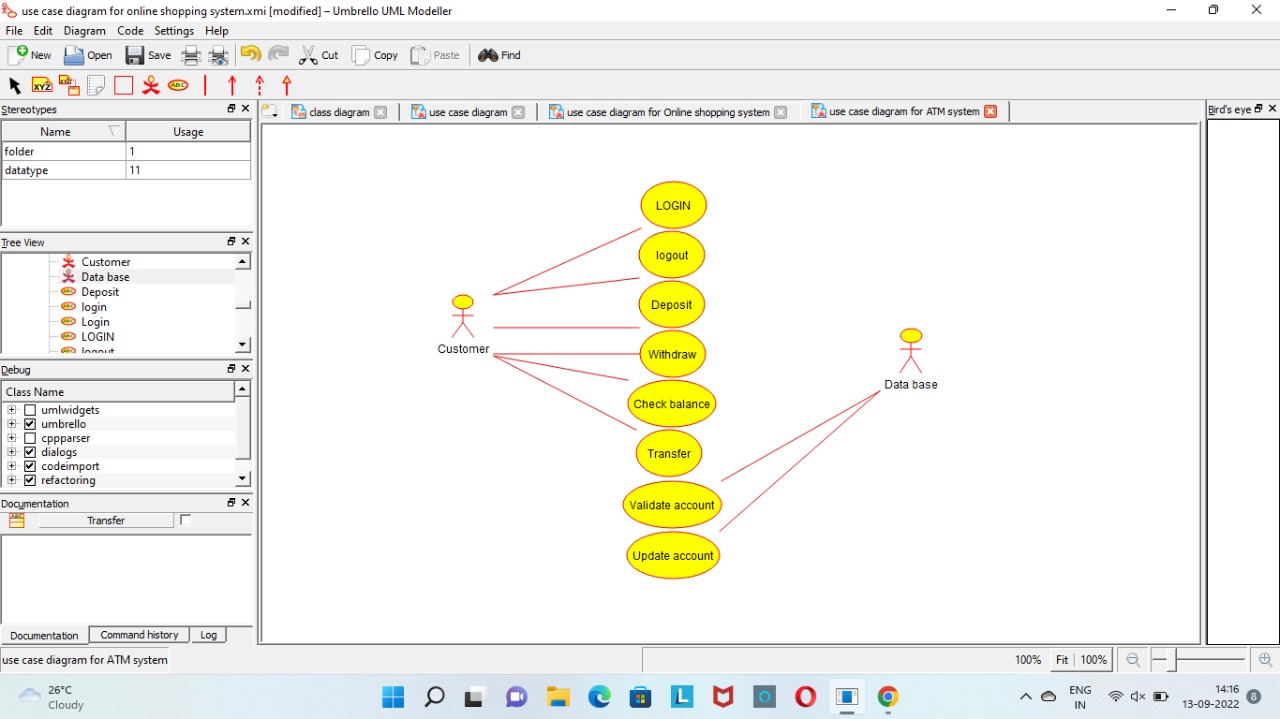 use case diagram for online shopping system.xmi [modified] – Umbrello UML Modeller
File Edit Diagram Code Settings Help
New Open Save Cut Copy Paste Find
XYZ ABC
Stereotypes
Name Usage
folder 1
datatype 11
Tree View
Customer
Data base
Deposit
login
Login
LOGIN
logout
Debug
Class Name
umlwidgets
umbrello
cppparser
dialogs
codeimport
refactoring
Documentation
Transfer
Documentation Command history Log
class diagram use case diagram use case diagram for Online shopping system use case diagram for ATM system
Bird's eye
LOGIN
logout
Deposit
Customer
Withdraw
Data base
Check balance
Transfer
Validate account
Update account
use case diagram for ATM system
100% Fit 100%
26°C
Cloudy
L
ENG
IN
14:16
13-09-2022
8